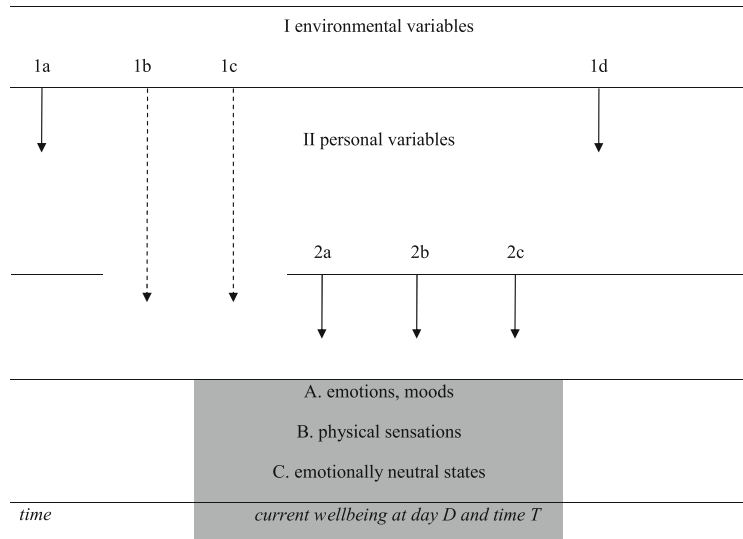 I environmental variables
1a 1b 1c 1d
II personal variables
2a 2b 2c
A. emotions, moods
B. physical sensations
C. emotionally neutral states
time current wellbeing at day D and time T